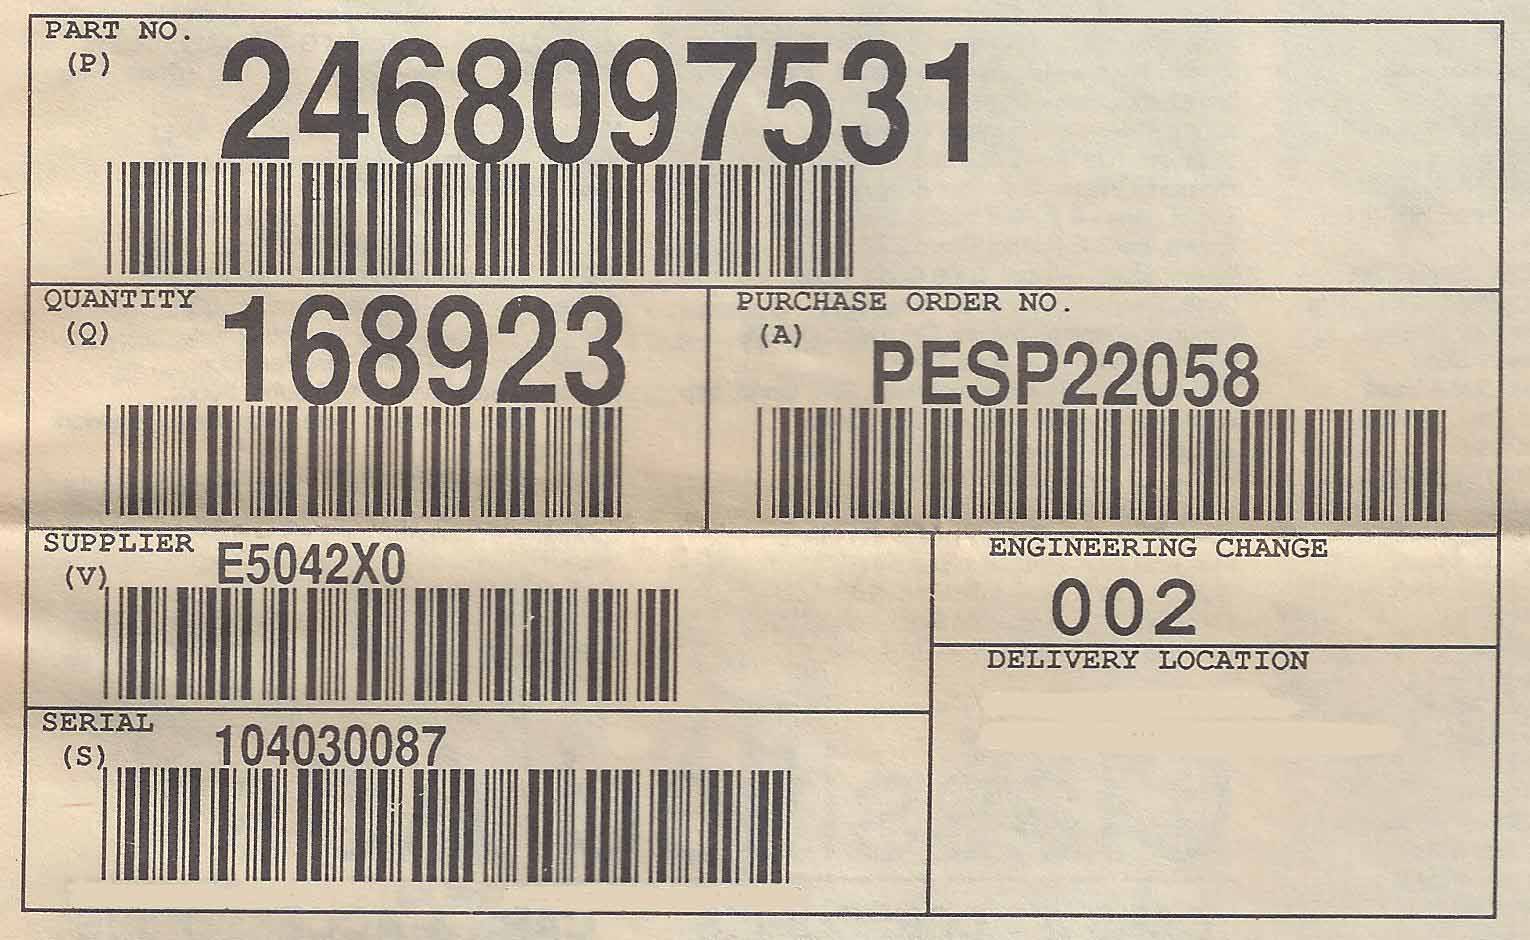 PART NO.
(P)
2468097531
QUANTITY
(Q)
168923
PURCHASE ORDER NO.
(A)
PESP22058
SUPPLIER
(V)
E5042X0
ENGINEERING CHANGE
002
DELIVERY LOCATION
SERIAL
(S)
104030087